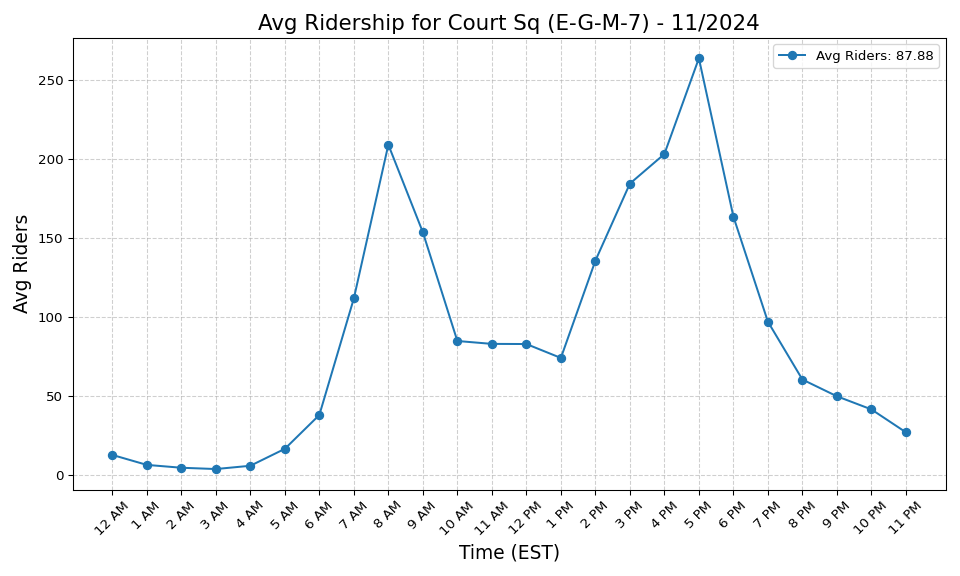 Avg Ridership for Court Sq (E-G-M-7) - 11/2024
Avg Riders: 87.88
Avg Riders
250
200
150
100
50
0
12 AM
1 AM
2 AM
3 AM
4 AM
5 AM
6 AM
7 AM
8 AM
9 AM
10 AM
11 AM
12 PM
1 PM
2 PM
3 PM
4 PM
5 PM
6 PM
7 PM
8 PM
9 PM
10 PM
11 PM
Time (EST)